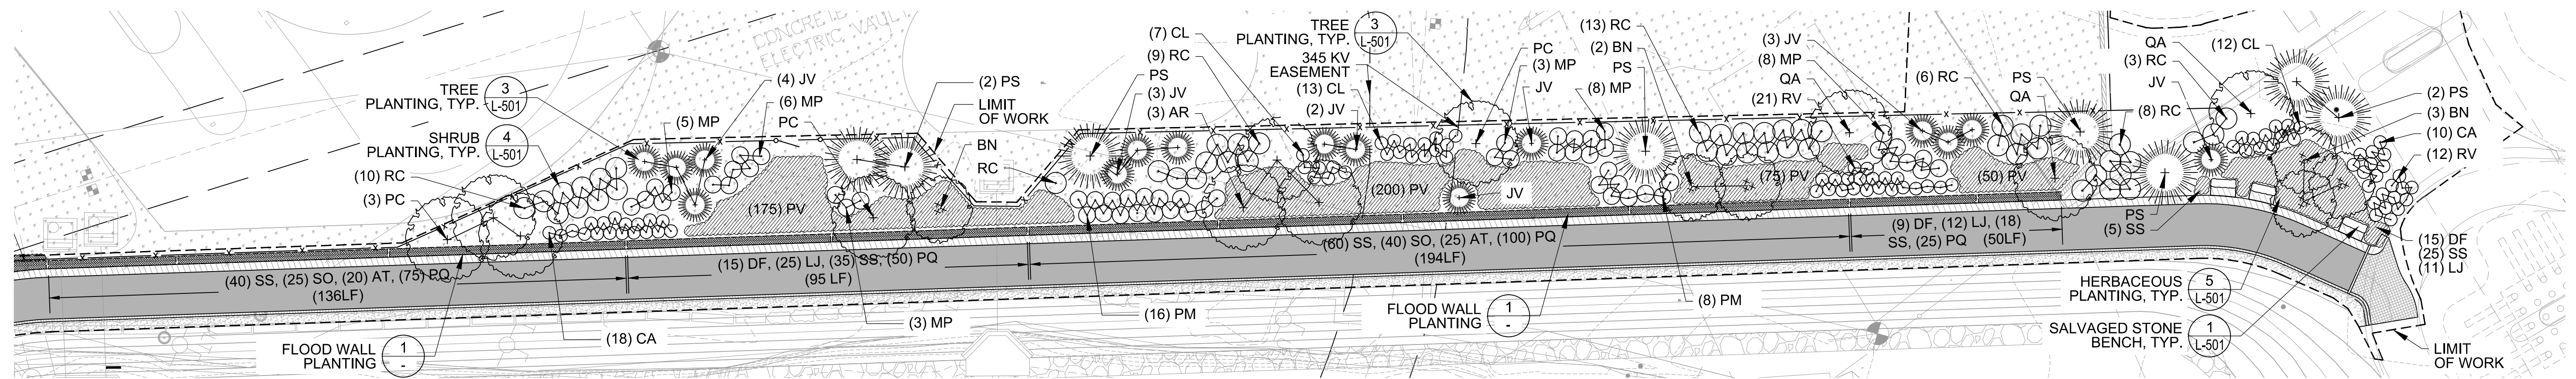 CONCRETE
ELECTRIC VAULT
TREE
PLANTING, TYP.
3
L-501
SHRUB
PLANTING, TYP.
4
L-501
(10) RC
(3) PC
(5) MP
(4) JV
(6) MP
PC
(2) PS
LIMIT
OF WORK
BN
RC
(175) PV
(7) CL
(9) RC
PS
(3) JV
(3) AR
TREE
PLANTING, TYP.
3
L-501
345 KV
EASEMENT
(13) CL
(2) JV
PC
(3) MP
JV
(8) MP
(200) PV
JV
(13) RC
(2) BN
PS
(3) JV
(8) MP
QA
(21) RV
(75) PV
(6) RC
PS
QA
(50) PV
QA
(3) RC
JV
(8) RC
(12) CL
(2) PS
(3) BN
(10) CA
(12) RV
PS
(5) SS
(15) DF
(25) SS
(11) LJ
(40) SS, (25) SO, (20) AT, (75) PQ
(136LF)
(15) DF, (25) LJ, (35) SS, (50) PQ
(95 LF)
(60) SS, (40) SO, (25) AT, (100) PQ
(194LF)
(9) DF, (12) LJ, (18)
SS, (25) PQ (50LF)
FLOOD WALL
PLANTING
1
-
(18) CA
(3) MP
(16) PM
FLOOD WALL
PLANTING
1
-
(8) PM
HERBACEOUS
PLANTING, TYP.
5
L-501
SALVAGED STONE
BENCH, TYP.
1
L-501
LIMIT
OF WORK